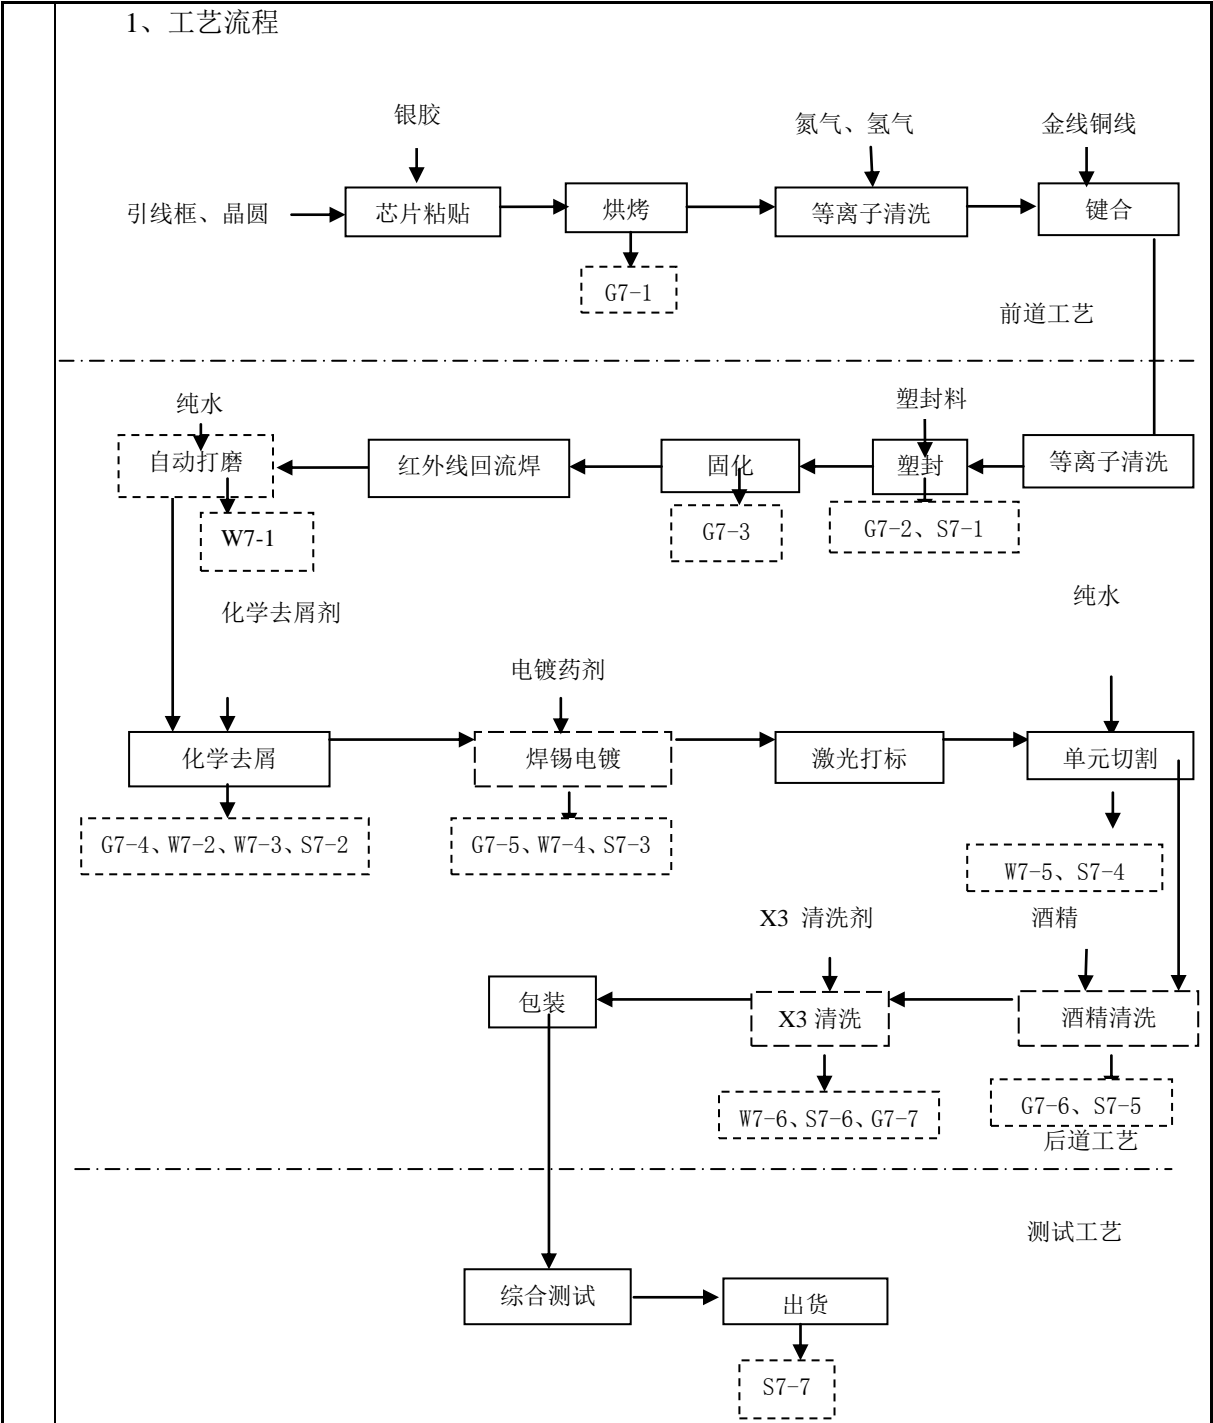 1、工艺流程
银胶
氮气、氢气
金线铜线
引线框、晶圆
芯片粘贴
烘烤
等离子清洗
键合
G7-1
前道工艺
纯水
塑封料
自动打磨
红外线回流焊
固化
塑封
等离子清洗
W7-1
G7-3
G7-2、S7-1
化学去屑剂
纯水
电镀药剂
化学去屑
焊锡电镀
激光打标
单元切割
G7-4、W7-2、W7-3、S7-2
G7-5、W7-4、S7-3
W7-5、S7-4
X3 清洗剂
酒精
包装
X3 清洗
酒精清洗
W7-6、S7-6、G7-7
G7-6、S7-5
后道工艺
测试工艺
综合测试
出货
S7-7